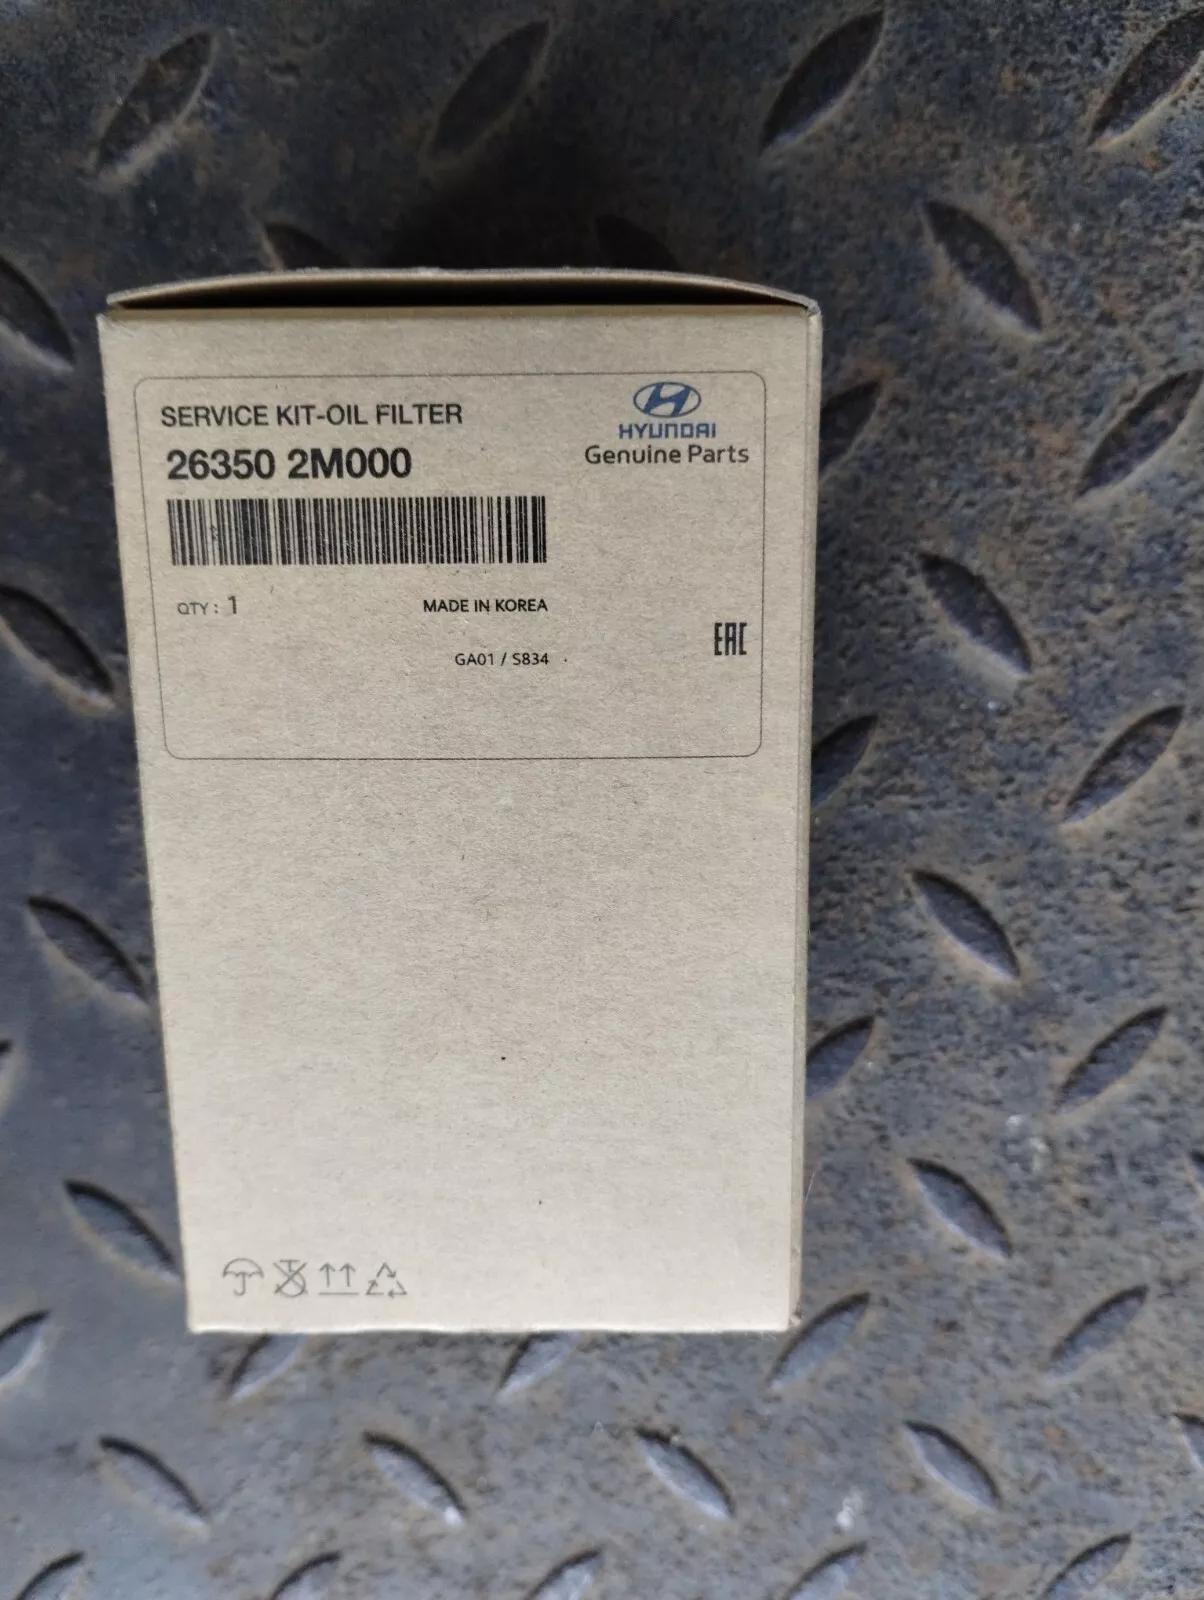 SERVICE KIT-OIL FILTER
HYUNDAI
Genuine Parts
26350 2M000
QTY : 1
MADE IN KOREA
GA01 / S834
EAC